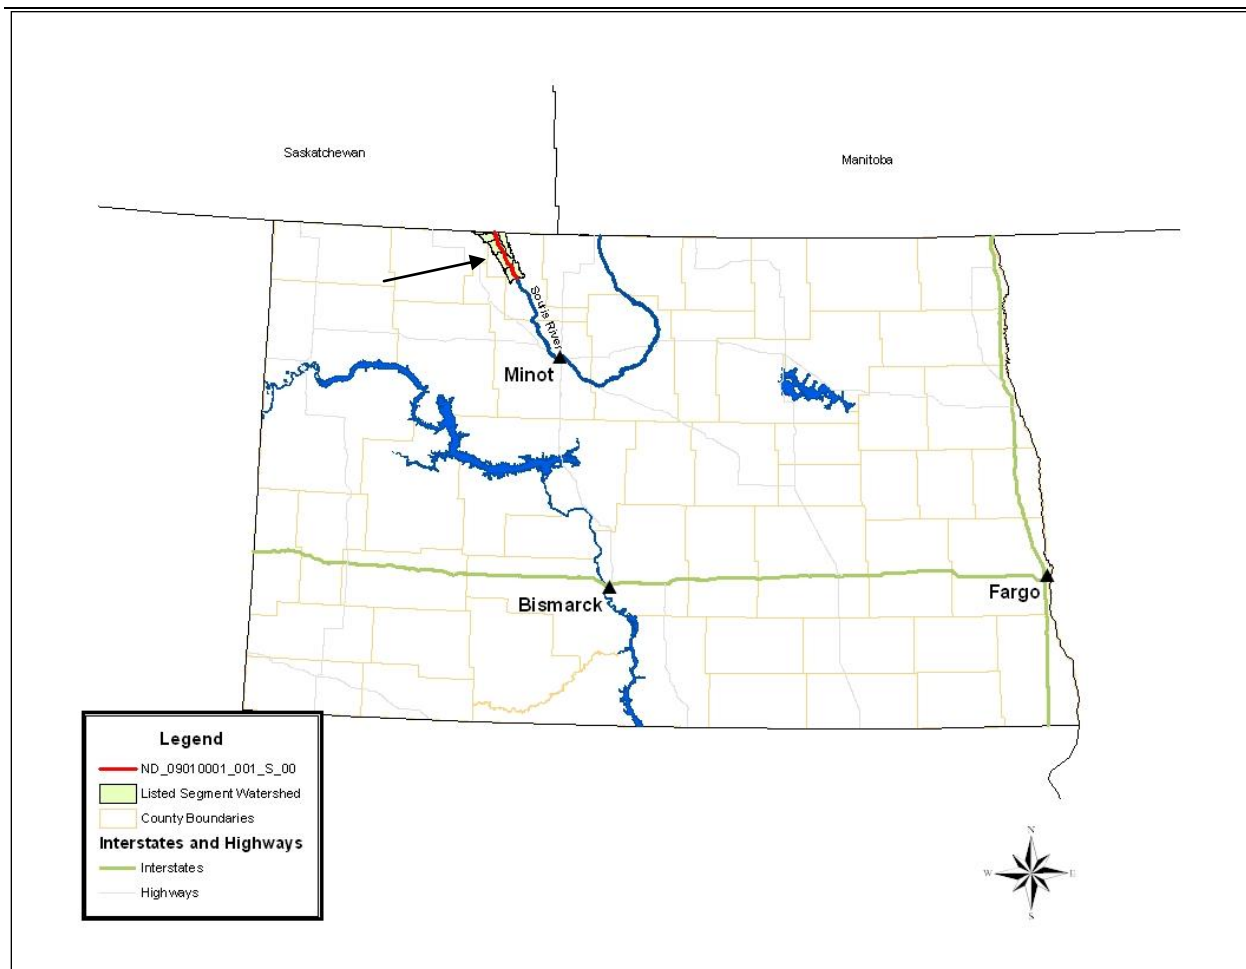 Saskatchewan
Manitoba
Souris River
Minot
Bismarck
Fargo
Legend
ND_09010001_001_S_00
Listed Segment Watershed
County Boundaries
Interstates and Highways
Interstates
Highways
N
W
E
S